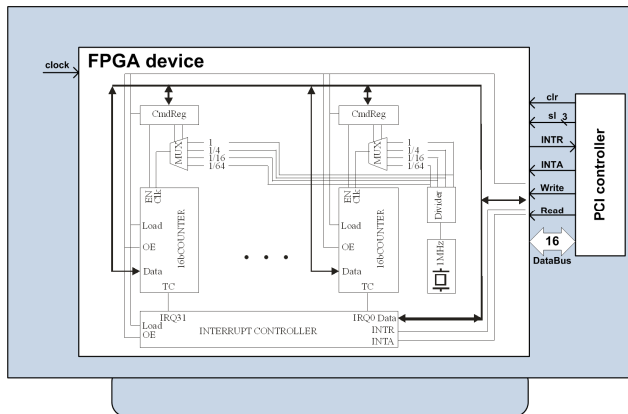 FPGA device
clock
CmdReg
CmdReg
MUX
1
1/4
1/16
1/64
MUX
1
1/4
1/16
1/64
EN
Clk
EN
Clk
Load
OE
Data
16bCOUNTER
TC
. . .
Load
OE
Data
16bCOUNTER
TC
Divider
1MHz
IRQ31
IRQ0
Data
Load
OE
INTERRUPT CONTROLLER
INTR
INTA
clr
sl 3
INTR
INTA
Write
Read
16
DataBus
PCI controller